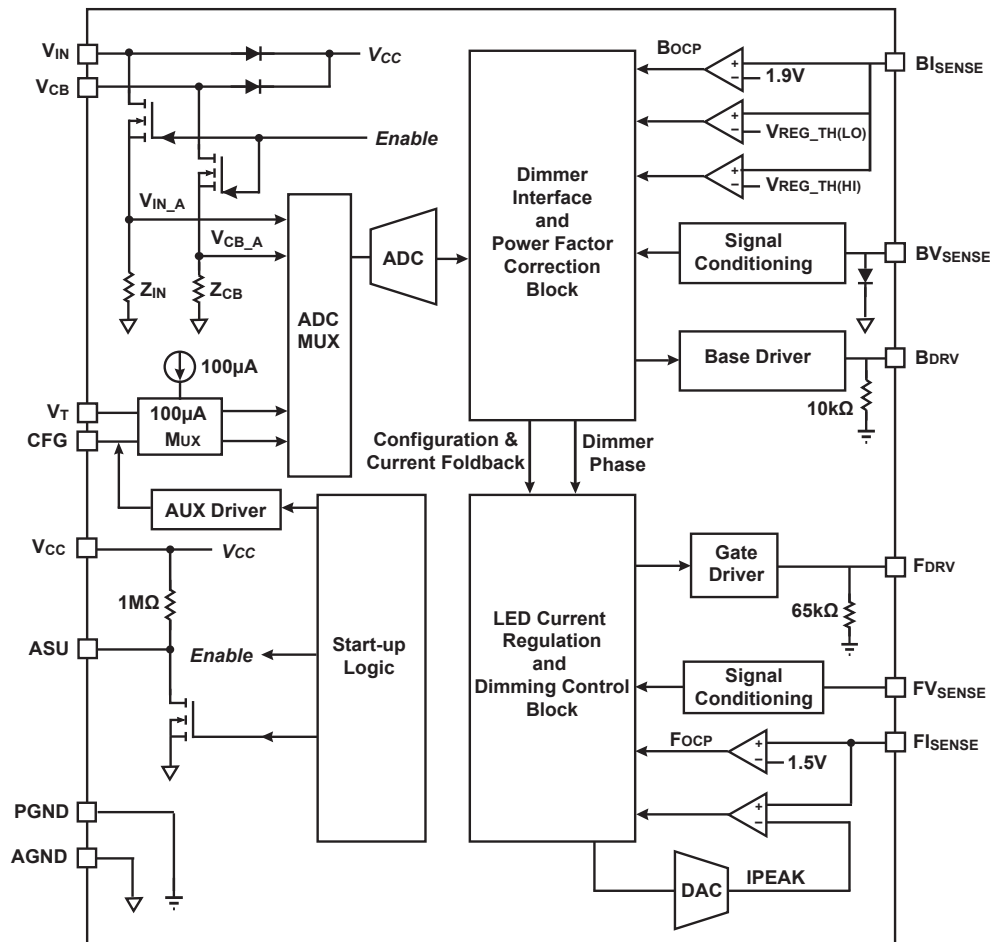 VIN
VCC
VCB
Enable
VIN_A
VCB_A
ZIN
ZCB
ADC
MUX
ADC
100µA
VT
CFG
100µA
MUX
AUX Driver
VCC
VCC
1MΩ
ASU
Enable
Start-up
Logic
PGND
AGND
Dimmer
Interface
and
Power Factor
Correction
Block
BOCP
1.9V
BISENSE
VREG_TH(LO)
VREG_TH(HI)
Signal
Conditioning
BVSENSE
Base Driver
BDRV
10kΩ
Configuration &
Current Foldback
Dimmer
Phase
LED Current
Regulation
and
Dimming Control
Block
Gate
Driver
FDRV
65kΩ
Signal
Conditioning
FVSENSE
FOCP
1.5V
FISENSE
DAC
IPEAK